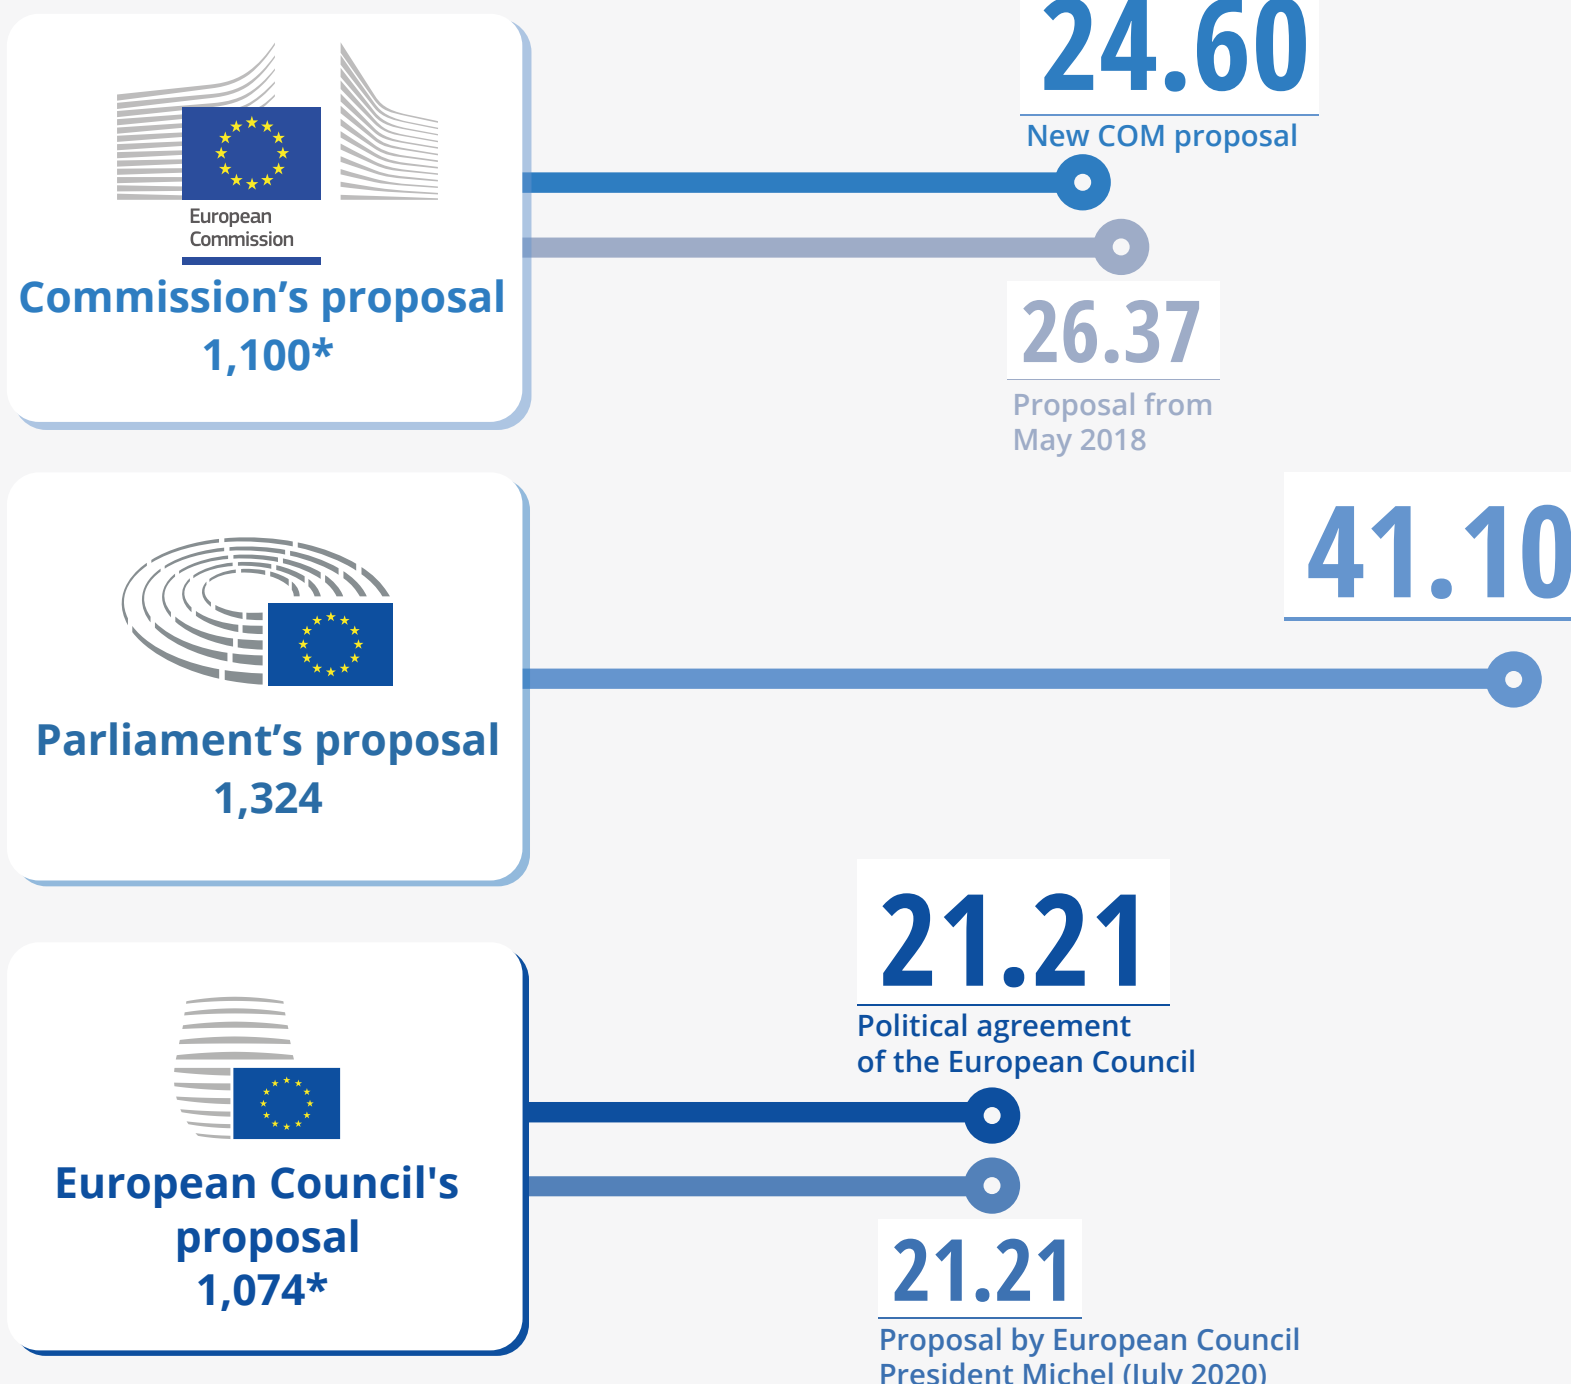 24.60
New COM proposal
European
Commission
Commission’s proposal
1,100*
26.37
Proposal from
May 2018
41.10
Parliament’s proposal
1,324
21.21
Political agreement
of the European Council
European Council's
proposal
1,074*
21.21
Proposal by European Council
President Michel (July 2020)